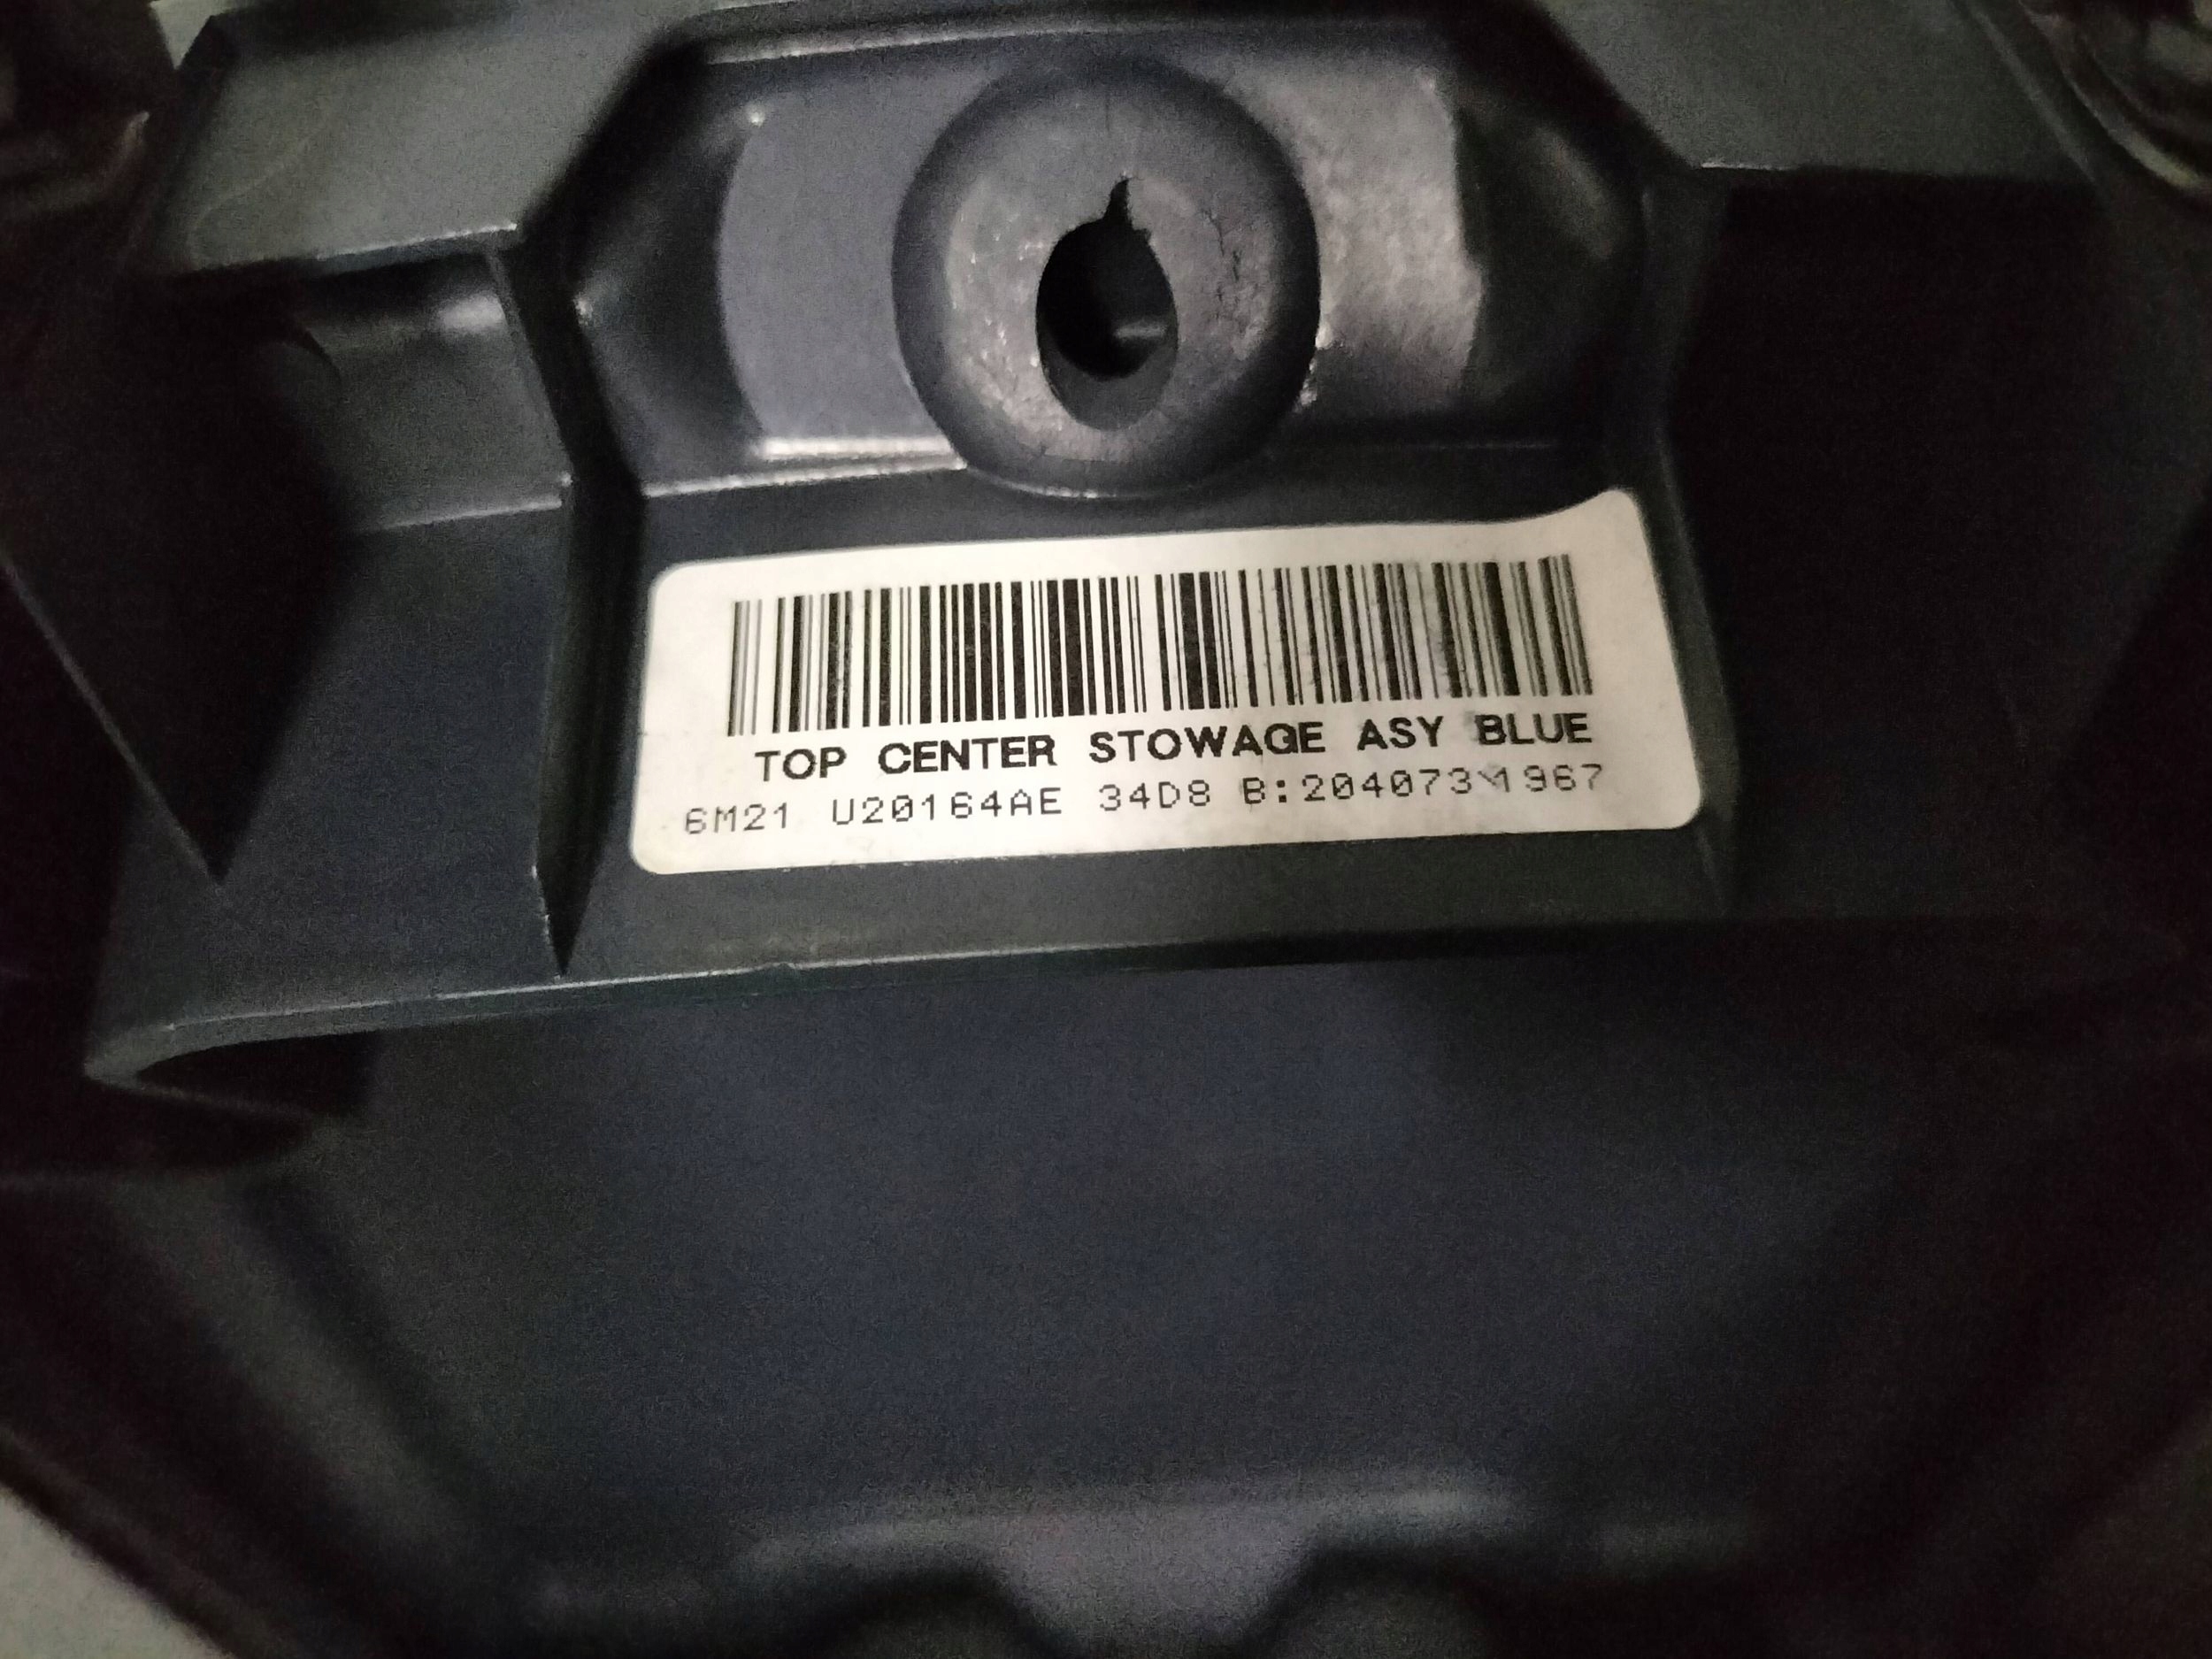 TOP CENTER STOWAGE ASY BLUE
6M21 U20164AE 34D8 B:2040731967